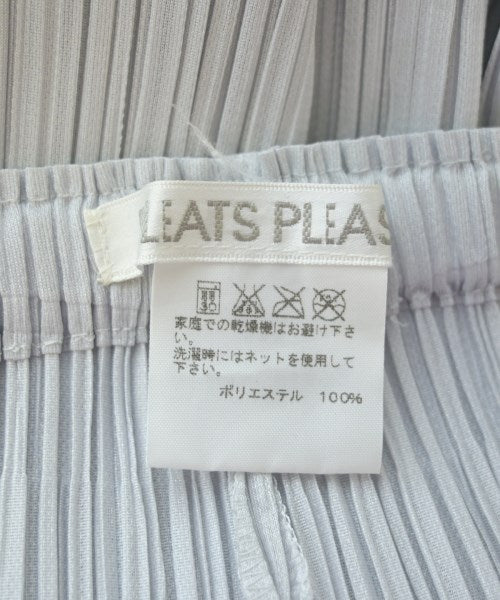 LEATS PLEAS
家庭での乾燥機はお避け下さ
い。
洗濯時にはネットを使用して
下さい。
ポリエステル 100%